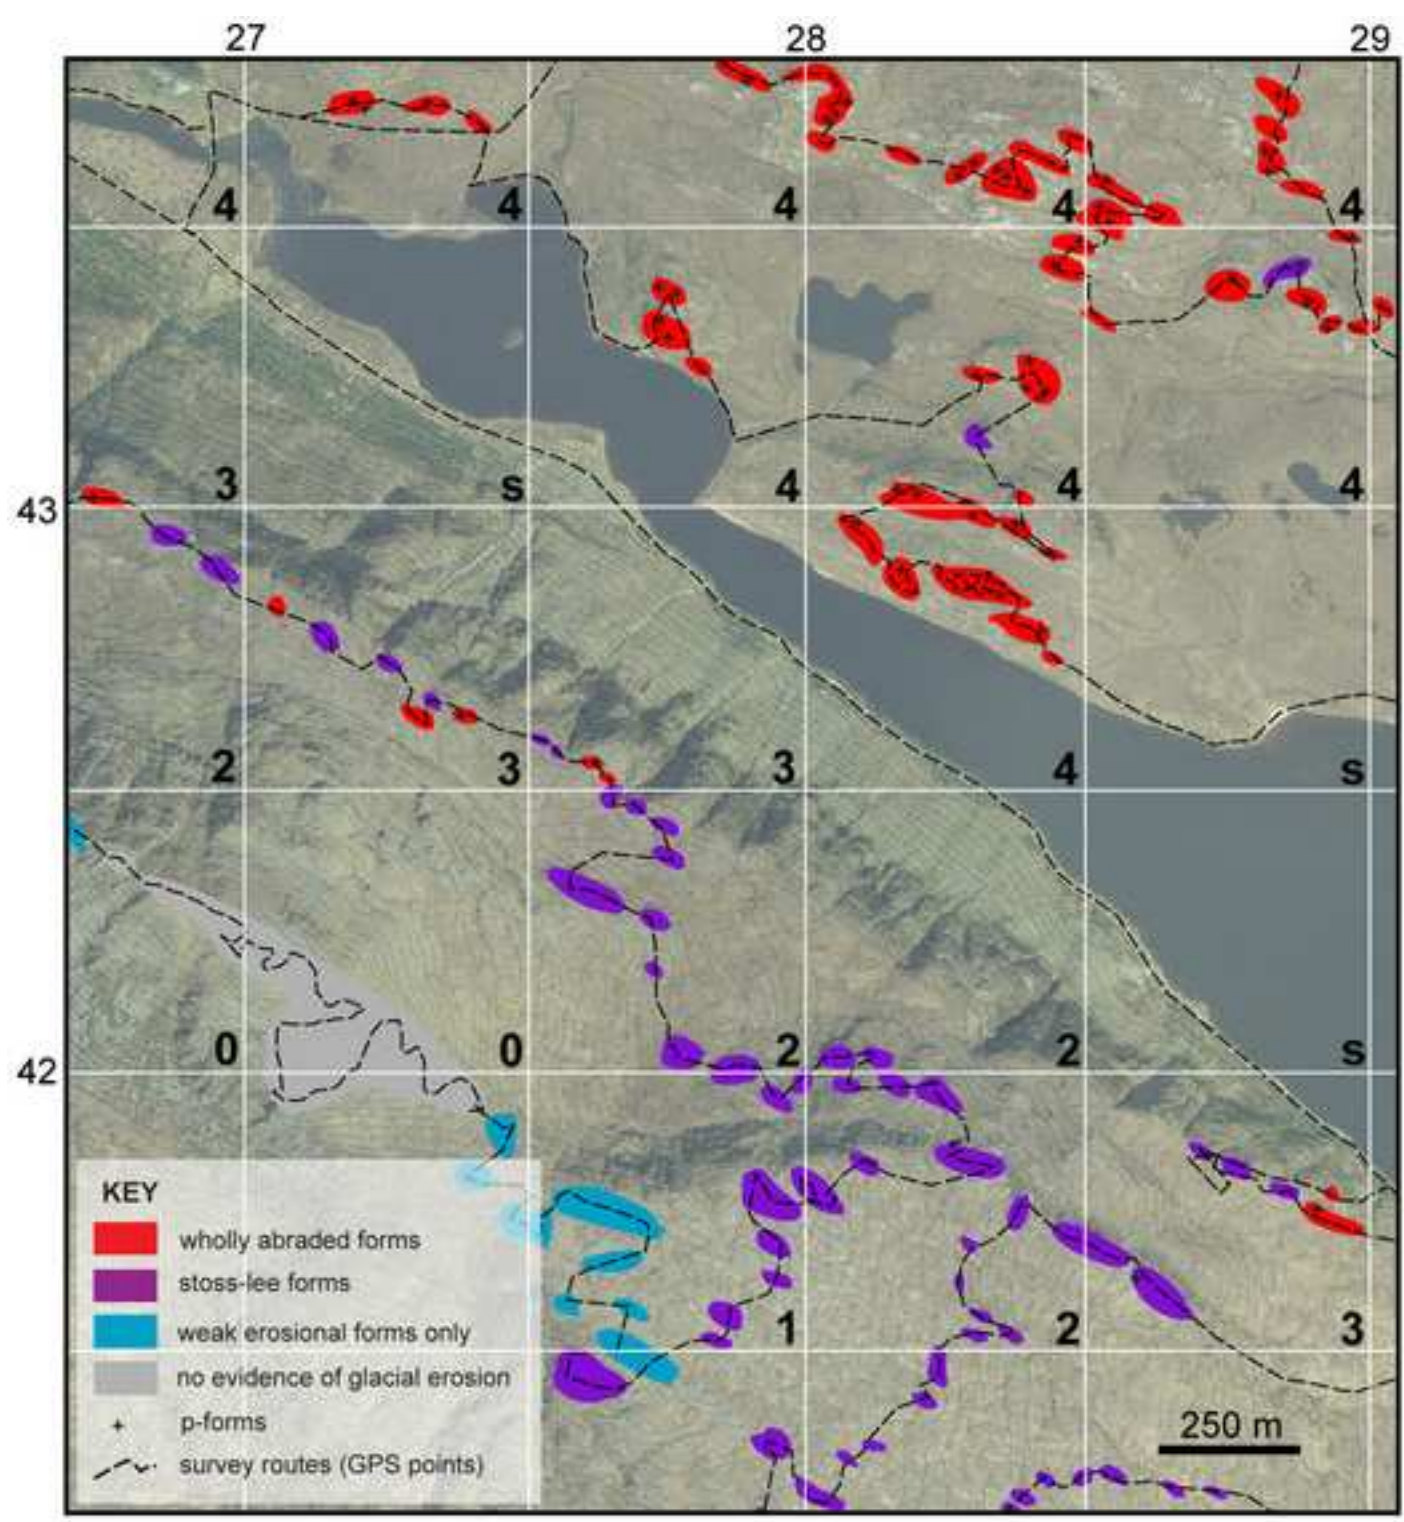 27 28 29
4 4 4 4 4
43 3 s 4 4 4
2 3 3 4 s
42 0 0 2 2 s
KEY
wholly abraded forms
stoss-lee forms
weak erosional forms only
1 2 3
no evidence of glacial erosion
p-forms
250 m
survey routes (GPS points)